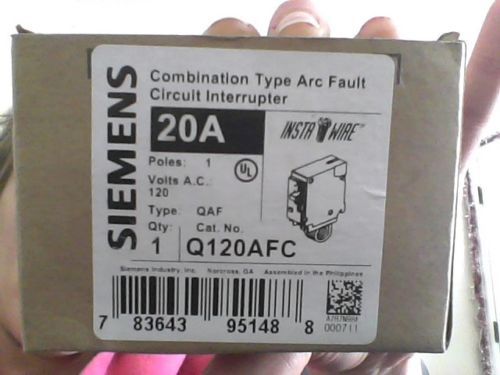 SIEMENS
Combination Type Arc Fault
Circuit Interrupter
20A
INSTA WIRE™
Poles: 1
UL
Volts A.C.:
120
Type: QAF
Qty: Cat. No.
1 Q120AFC
Siemens Industry, Inc. Norcross, GA Assembled in the Philippines
7 83643 95148 8
000711